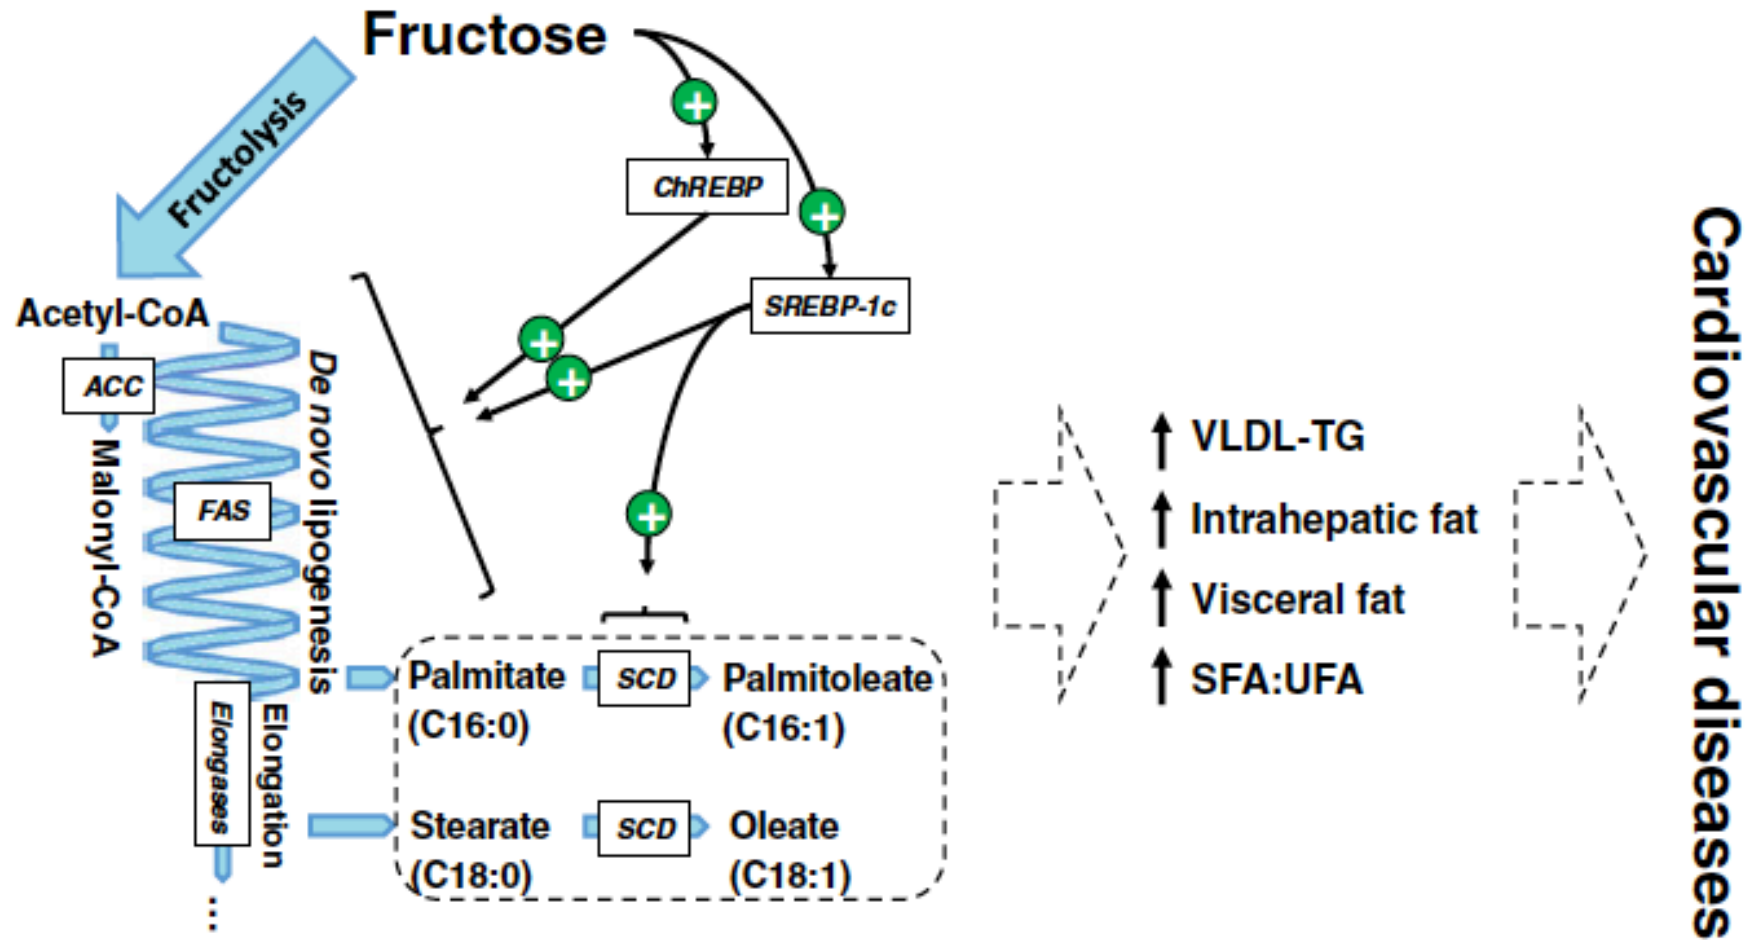 Fructose
Fructolysis
ChREBP
SREBP-1c
Acetyl-CoA
ACC
Malonyl-CoA
De novo lipogenesis
FAS
Elongases
Elongation
...
Palmitate
(C16:0)
SCD
Palmitoleate
(C16:1)
Stearate
(C18:0)
SCD
Oleate
(C18:1)
VLDL-TG
Intrahepatic fat
Visceral fat
SFA:UFA
Cardiovascular diseases